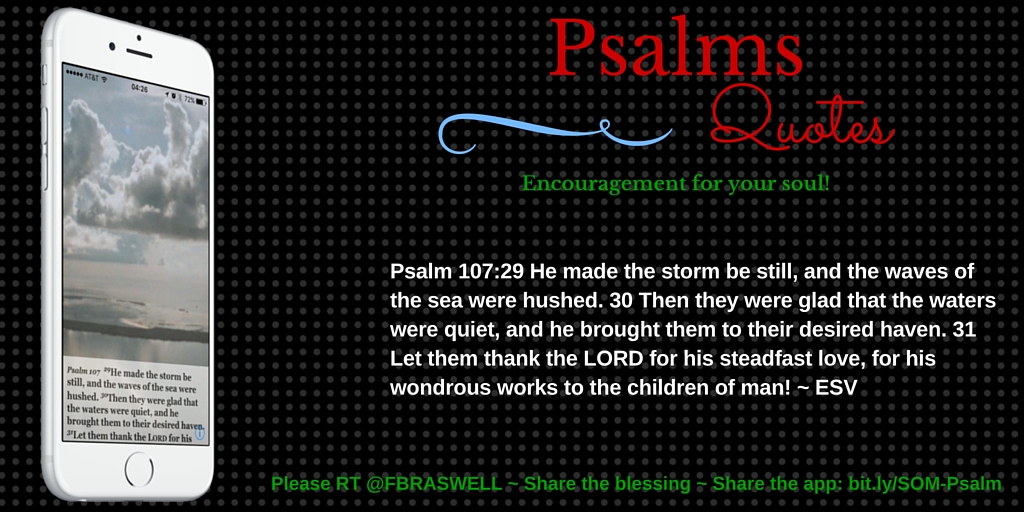 ●●●●● AT&T
04:26
72%
Psalm 107 29He made the storm be
still, and the waves of the sea were
hushed. 30Then they were glad that
the waters were quiet, and he
brought them to their desired haven.
31Let them thank the LORD for his
Psalms
Quotes
Encouragement for your soul!
Psalm 107:29 He made the storm be still, and the waves of
the sea were hushed. 30 Then they were glad that the waters
were quiet, and he brought them to their desired haven. 31
Let them thank the LORD for his steadfast love, for his
wondrous works to the children of man! ~ ESV
Please RT @FBRASWELL ~ Share the blessing ~ Share the app: bit.ly/SOM-Psalm